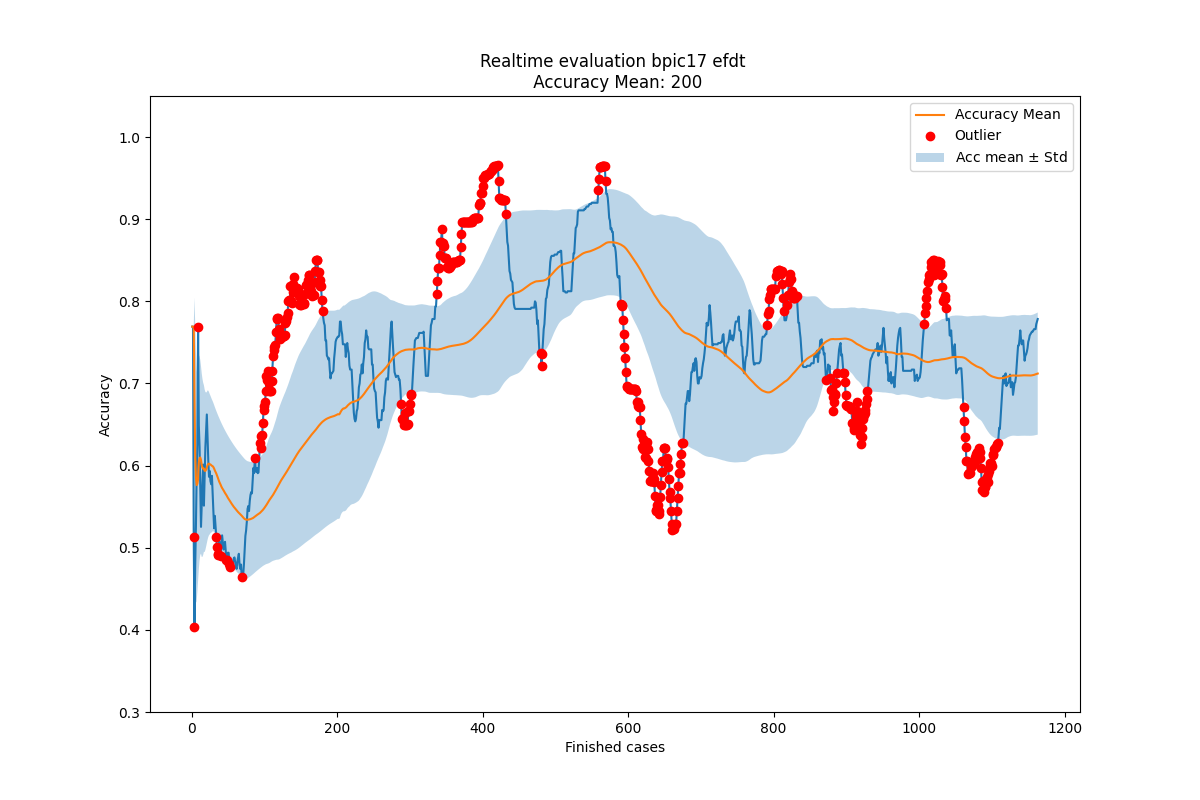 Realtime evaluation bpic17 efdt
Accuracy Mean: 200
Accuracy Mean
Outlier
Acc mean ± Std
1.0
0.9
0.8
0.7
0.6
0.5
0.4
0.3
Accuracy
0 200 400 600 800 1000 1200
Finished cases